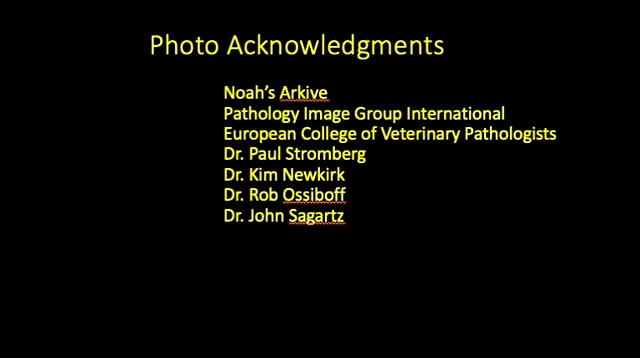 Photo Acknowledgments
Noah's Arkive
Pathology Image Group International
European College of Veterinary Pathologists
Dr. Paul Stromberg
Dr. Kim Newkirk
Dr. Rob Ossiboff
Dr. John Sagartz